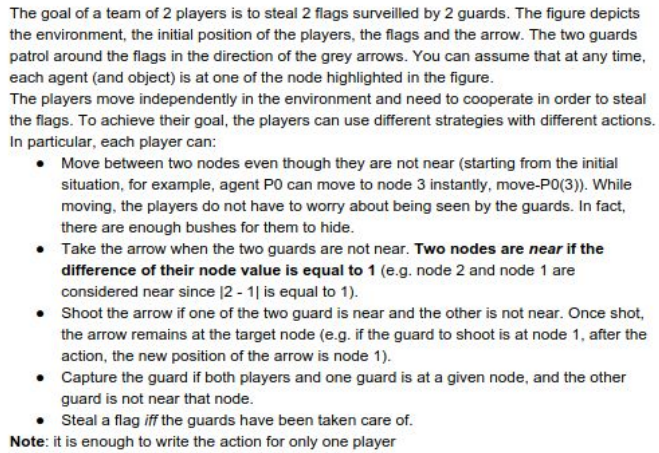 The goal of a team of 2 players is to steal 2 flags surveilled by 2 guards. The figure depicts
the environment, the initial position of the players, the flags and the arrow. The two guards
patrol around the flags in the direction of the grey arrows. You can assume that at any time,
each agent (and object) is at one of the node highlighted in the figure.
The players move independently in the environment and need to cooperate in order to steal
the flags. To achieve their goal, the players can use different strategies with different actions.
In particular, each player can:
● Move between two nodes even though they are not near (starting from the initial
situation, for example, agent P0 can move to node 3 instantly, move-P0(3)). While
moving, the players do not have to worry about being seen by the guards. In fact,
there are enough bushes for them to hide.
● Take the arrow when the two guards are not near. Two nodes are near if the
difference of their node value is equal to 1 (e.g. node 2 and node 1 are
considered near since |2 - 1| is equal to 1).
● Shoot the arrow if one of the two guard is near and the other is not near. Once shot,
the arrow remains at the target node (e.g. if the guard to shoot is at node 1, after the
action, the new position of the arrow is node 1).
● Capture the guard if both players and one guard is at a given node, and the other
guard is not near that node.
● Steal a flag iff the guards have been taken care of.
Note: it is enough to write the action for only one player